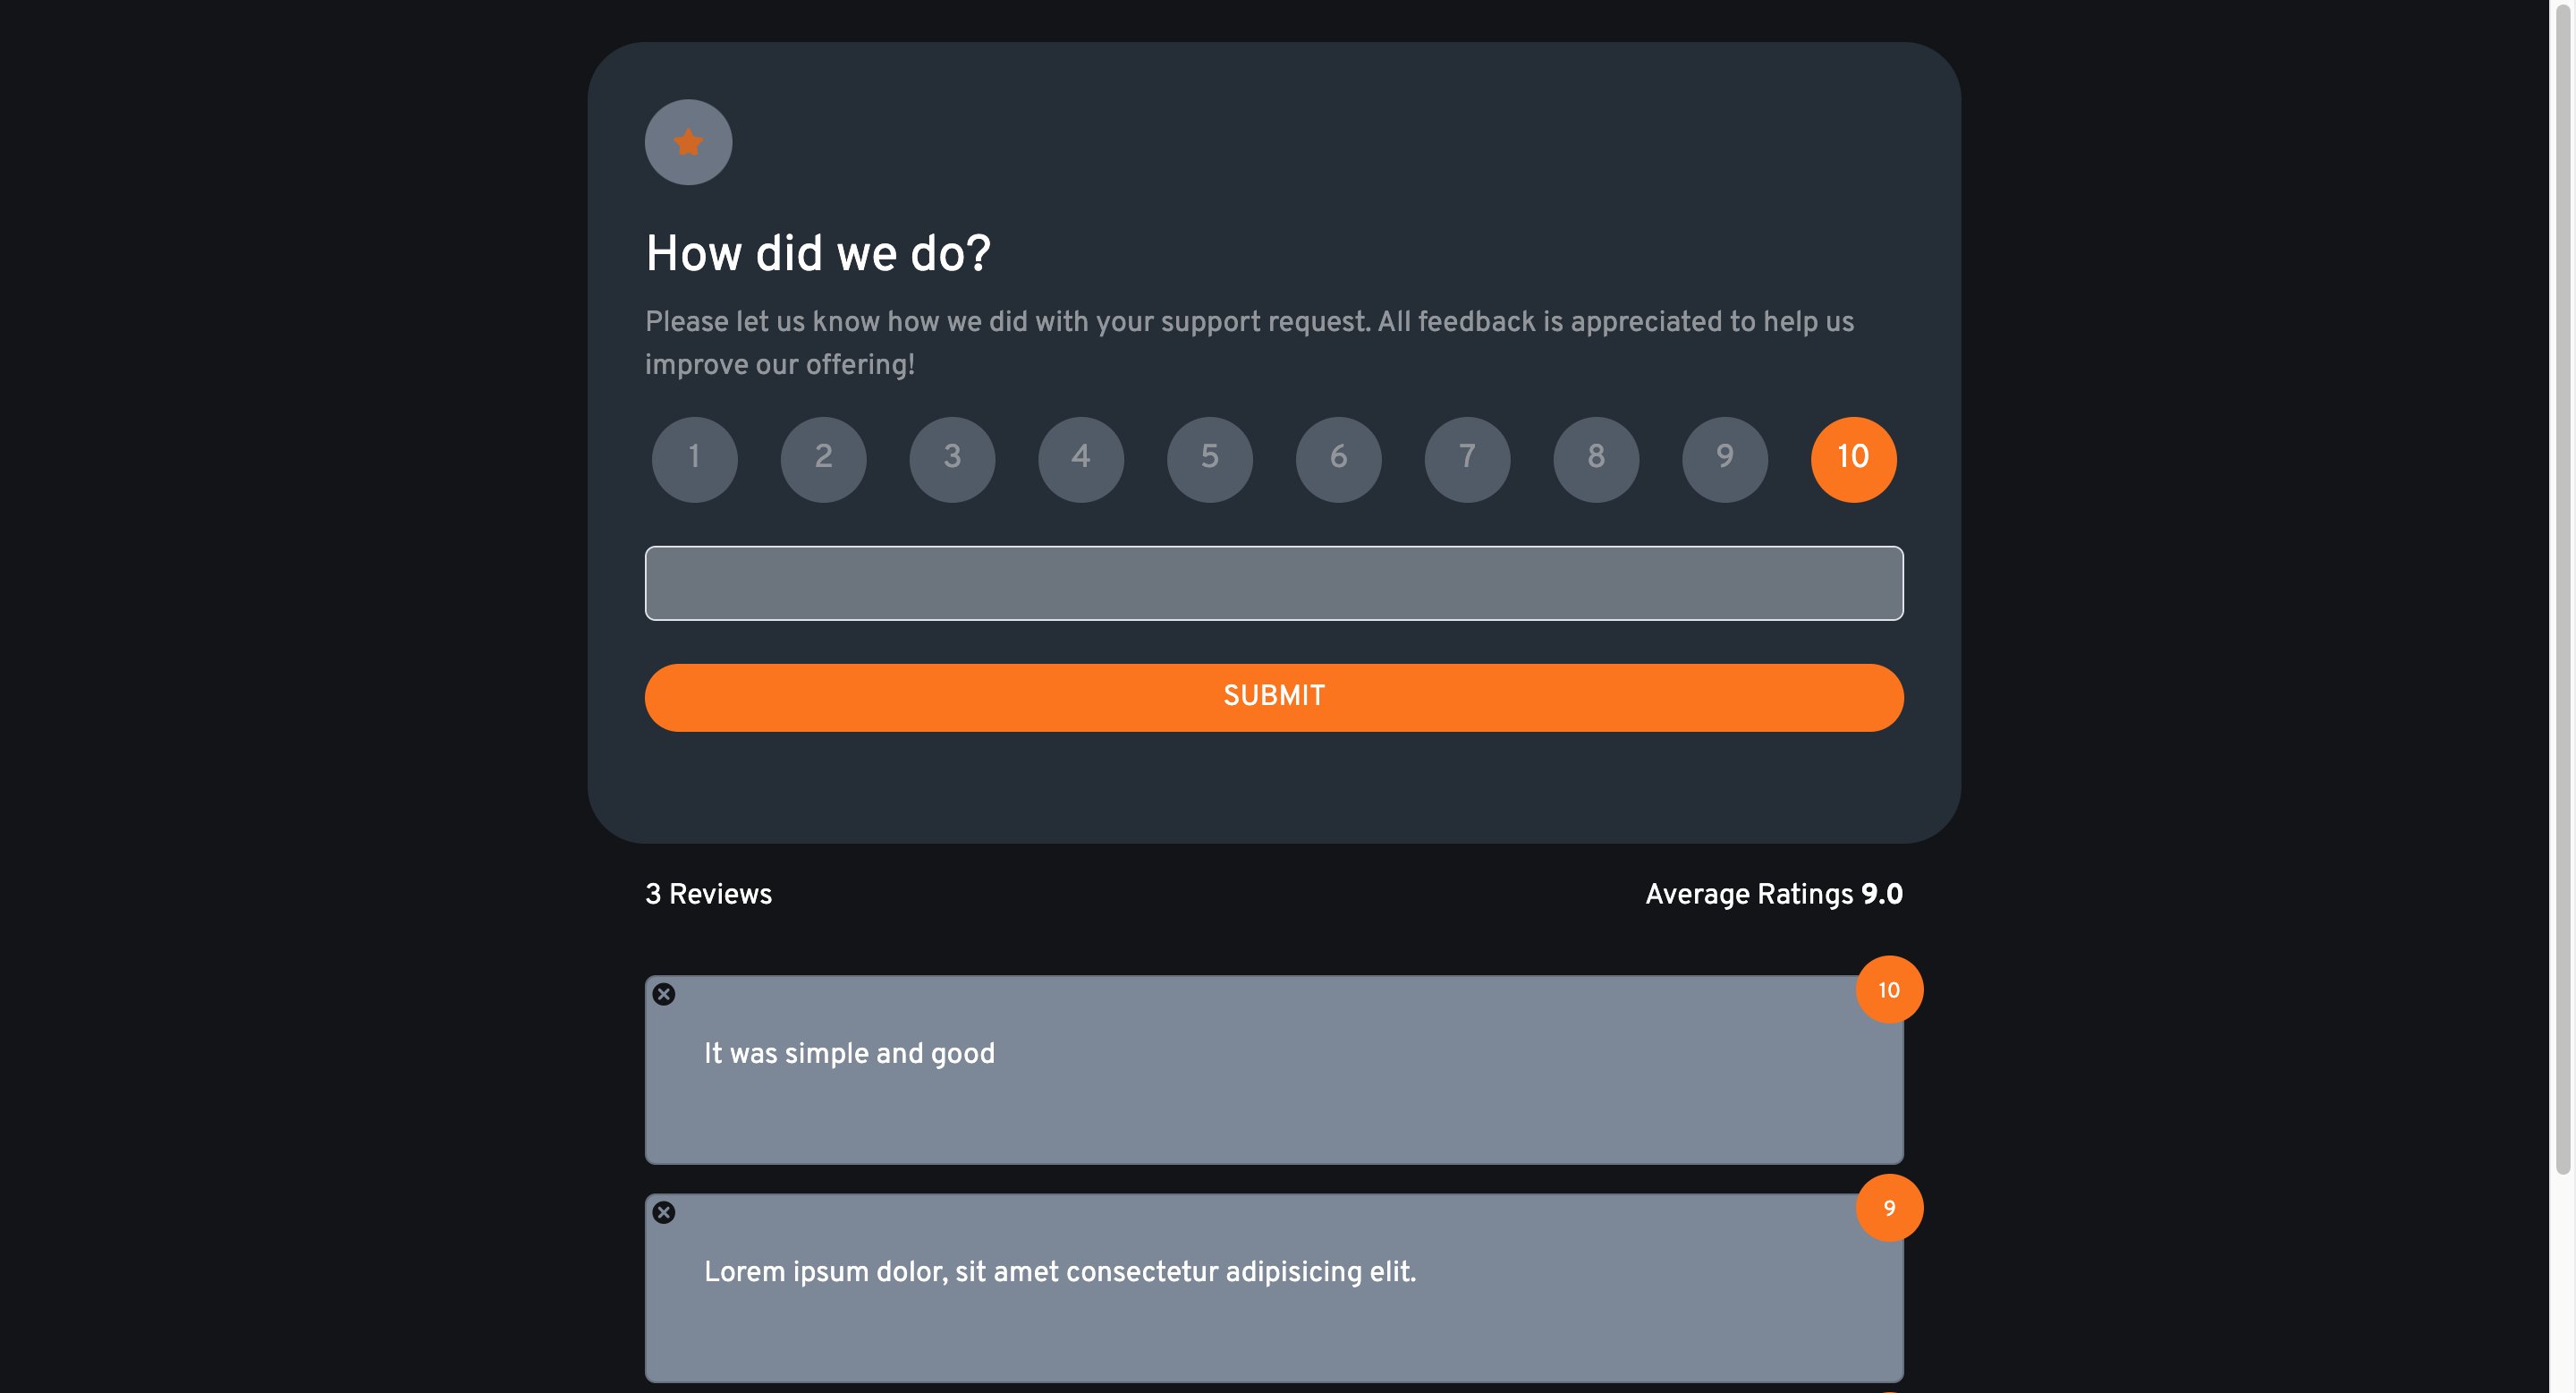 How did we do?
Please let us know how we did with your support request. All feedback is appreciated to help us
improve our offering!
1 2 3 4 5 6 7 8 9 10
SUBMIT
3 Reviews Average Ratings 9.0
10
It was simple and good
9
Lorem ipsum dolor, sit amet consectetur adipisicing elit.